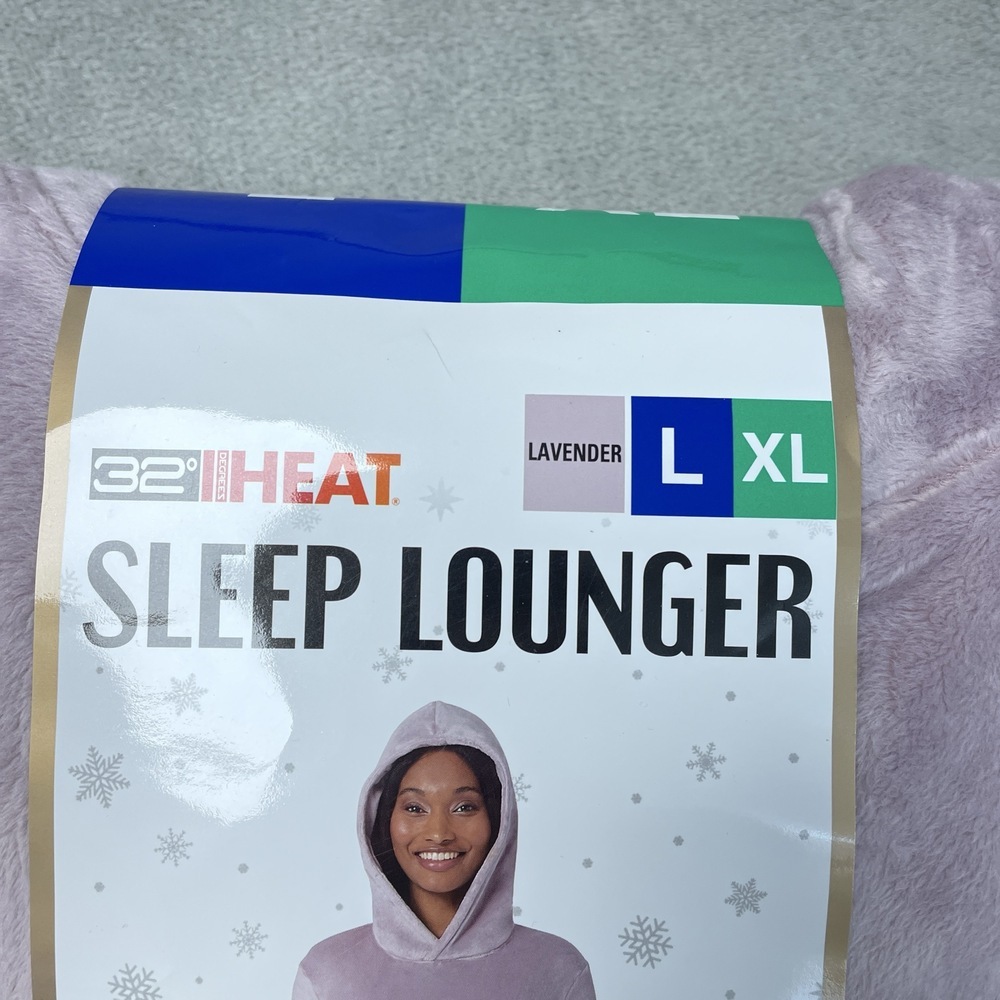 32° DEGREES HEAT®
LAVENDER L XL
SLEEP LOUNGER